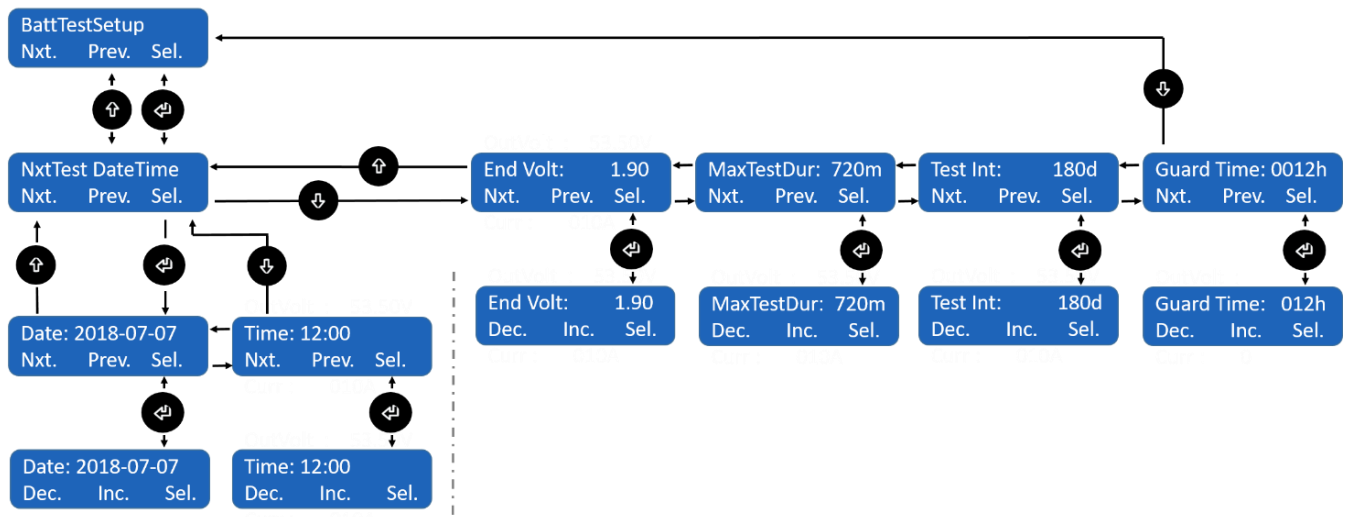 BattTestSetup
Nxt. Prev. Sel.
NxtTest DateTime
Nxt. Prev. Sel.
End Volt: 1.90
Nxt. Prev. Sel.
MaxTestDur: 720m
Nxt. Prev. Sel.
Test Int: 180d
Nxt. Prev. Sel.
Guard Time: 0012h
Nxt. Prev. Sel.
End Volt: 1.90
Dec. Inc. Sel.
MaxTestDur: 720m
Dec. Inc. Sel.
Test Int: 180d
Dec. Inc. Sel.
Guard Time: 012h
Dec. Inc. Sel.
Date: 2018-07-07
Nxt. Prev. Sel.
Time: 12:00
Nxt. Prev. Sel.
Date: 2018-07-07
Dec. Inc. Sel.
Time: 12:00
Dec. Inc. Sel.